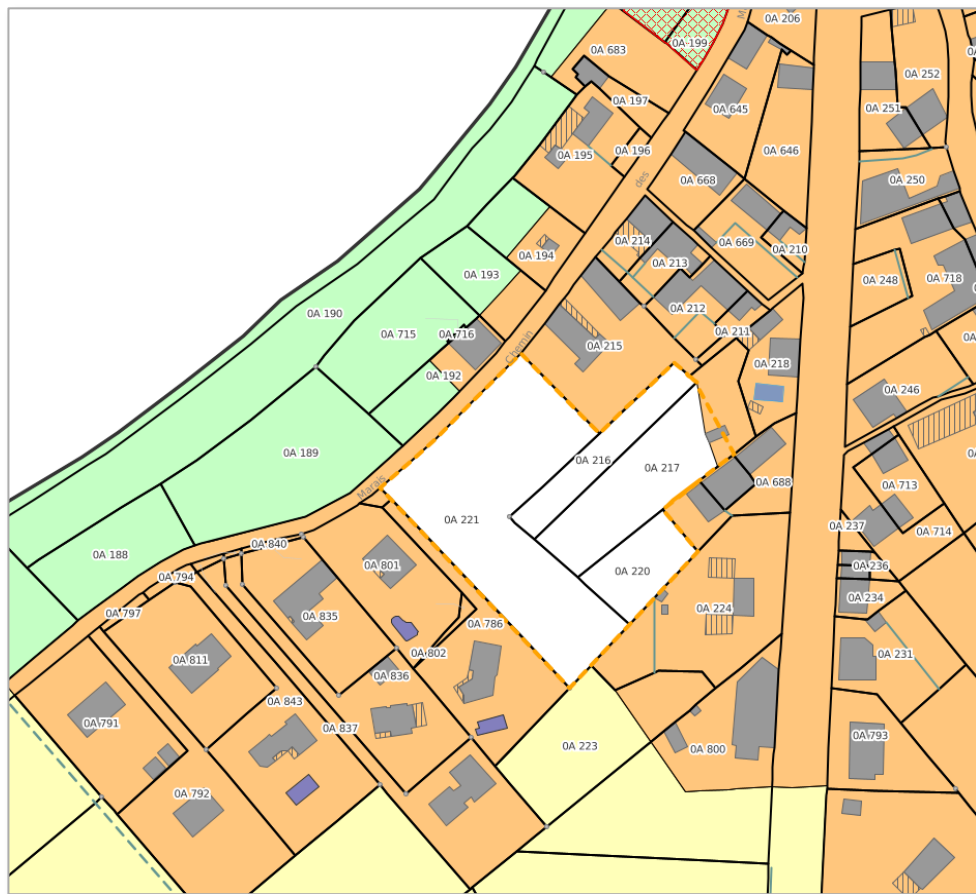 0A 206
0A 683
0A 199
0A 252
0A 197
0A 645
0A 251
0A 196
0A 195
0A 646
des
0A 668
0A 250
0A 214
0A 669
0A 210
0A 194
0A 213
0A 193
0A 248
0A 718
0A 190
0A 212
0A 715
0A 716
0A 211
Chemin
0A 215
0A 218
0A 192
0A 246
0A 189
0A 216
0A 217
0A 688
0A 713
Marais
0A 221
0A 237
0A 714
0A 840
0A 188
0A 801
0A 236
0A 794
0A 220
0A 234
0A 797
0A 835
0A 224
0A 786
0A 802
0A 231
0A 811
0A 836
0A 843
0A 791
0A 837
0A 793
0A 223
0A 800
0A 792